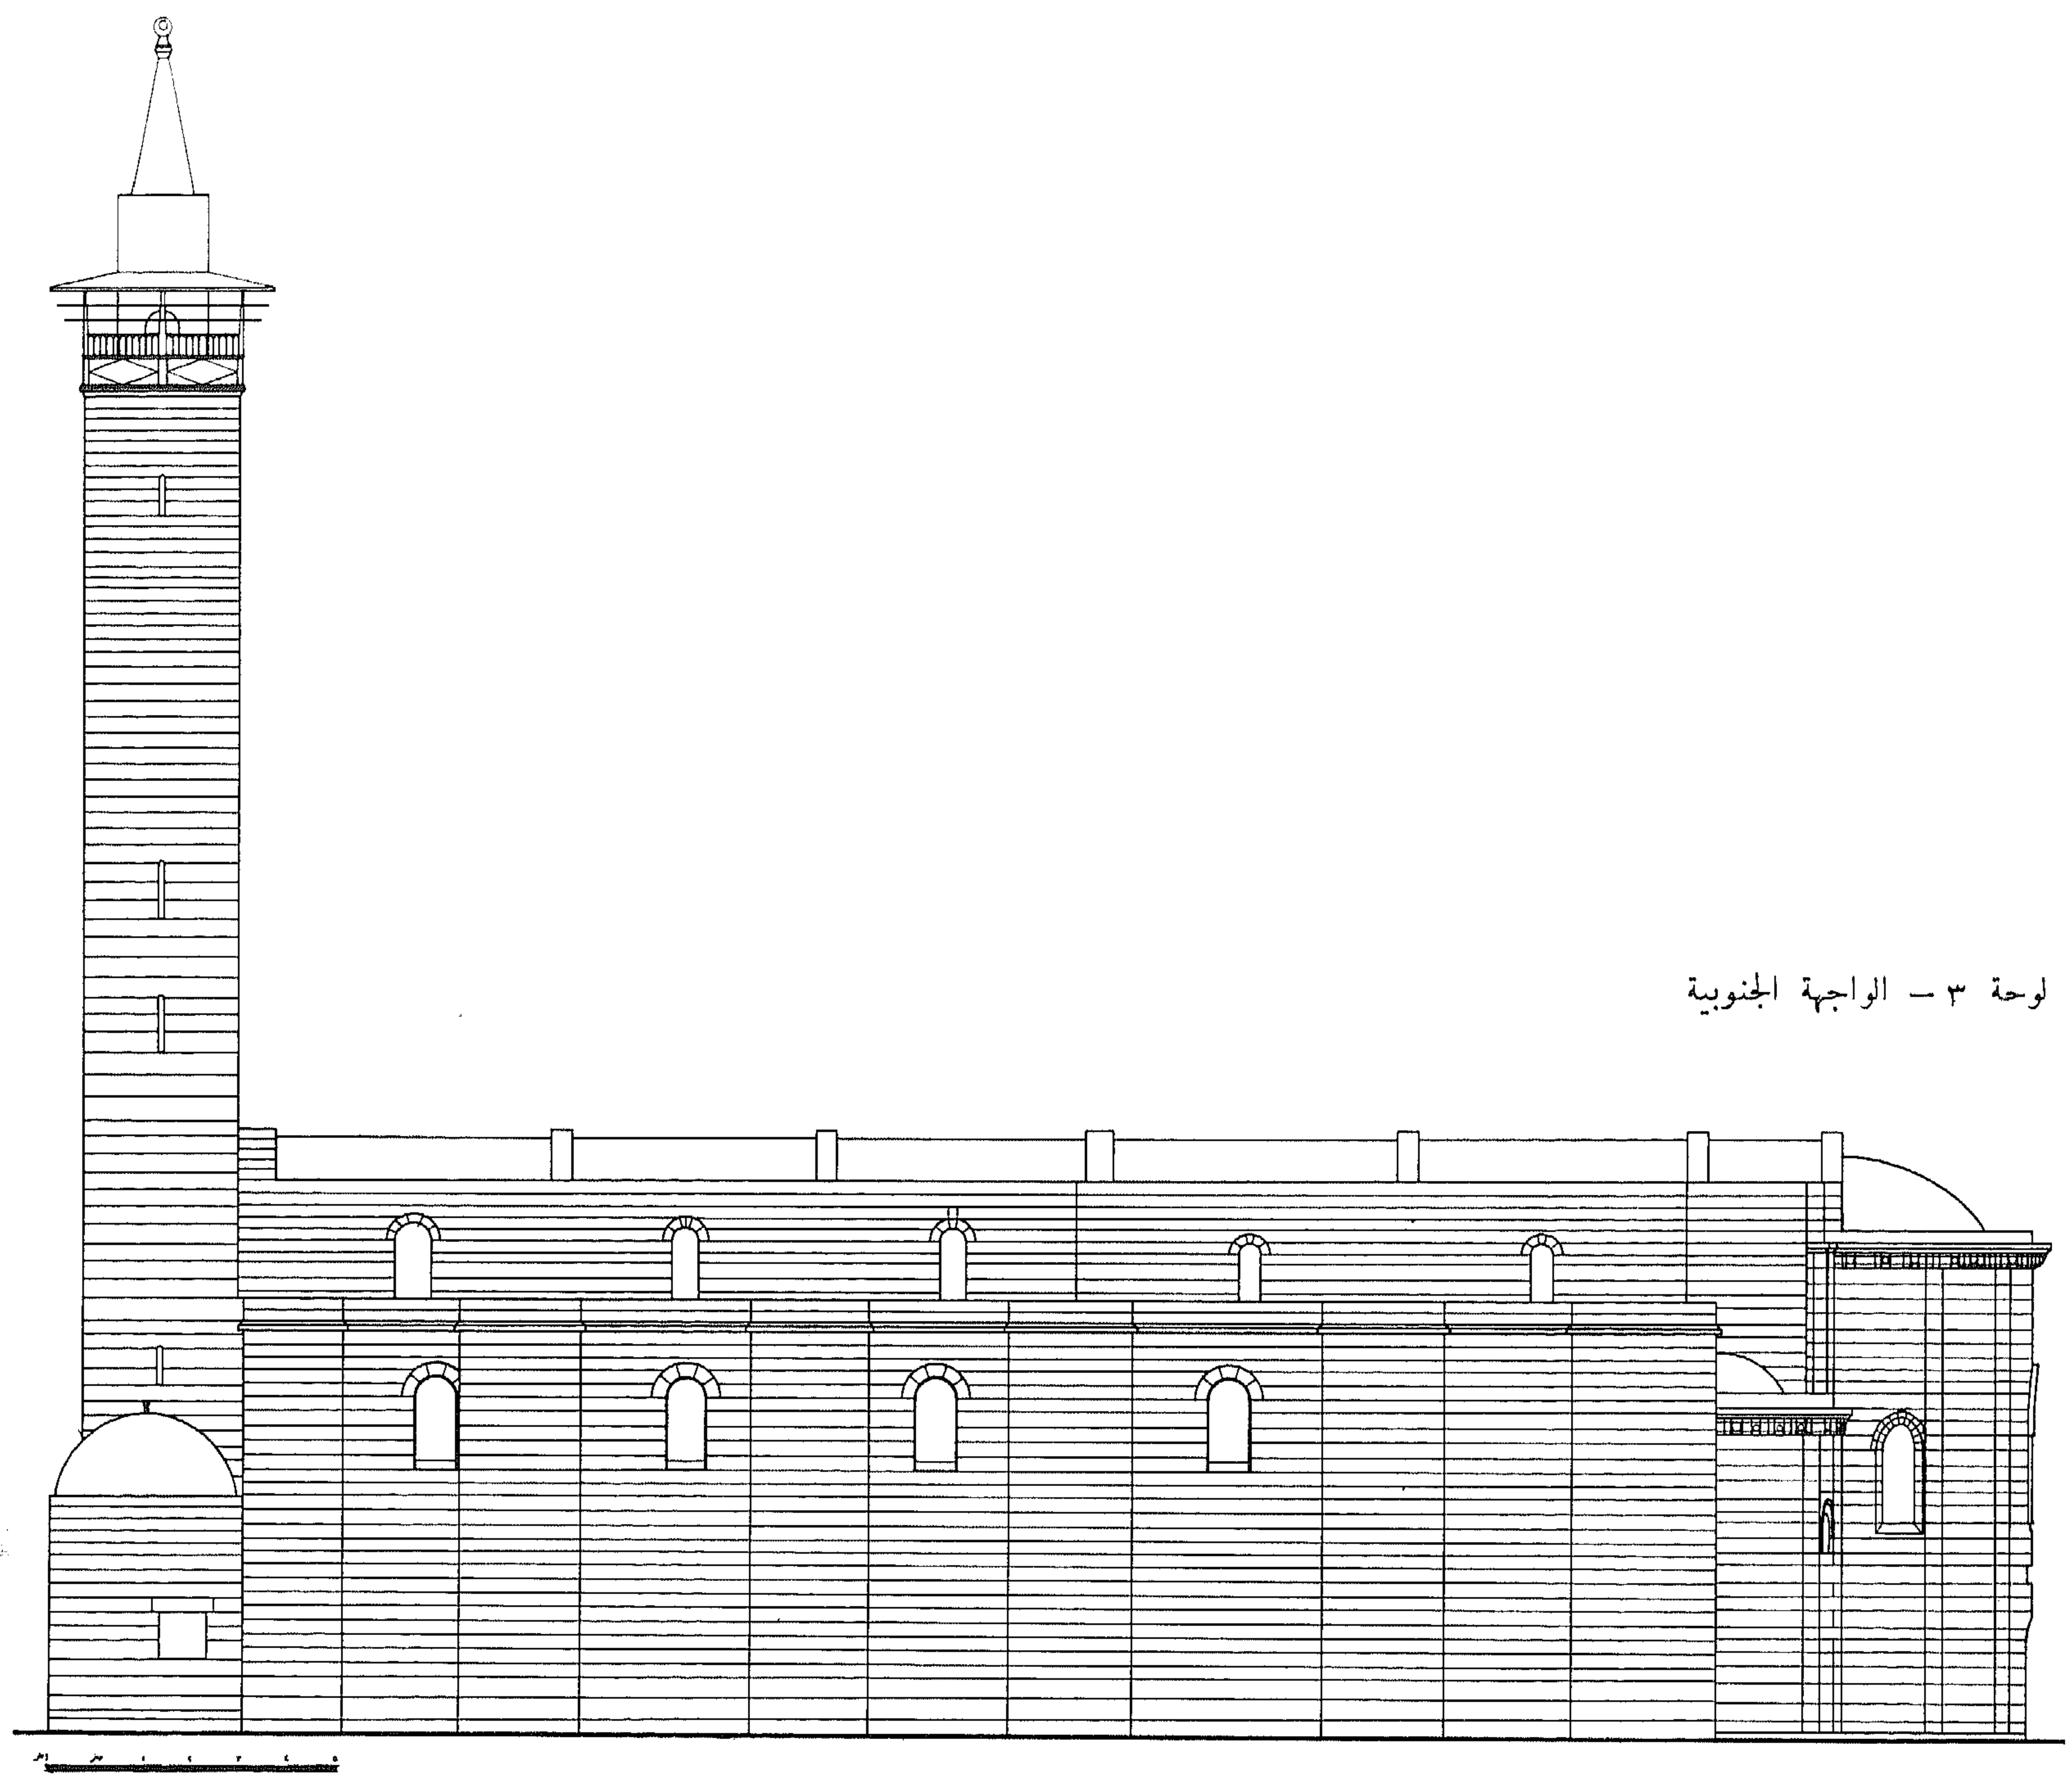 لوحة ٣ – الواجهة الجنوبية